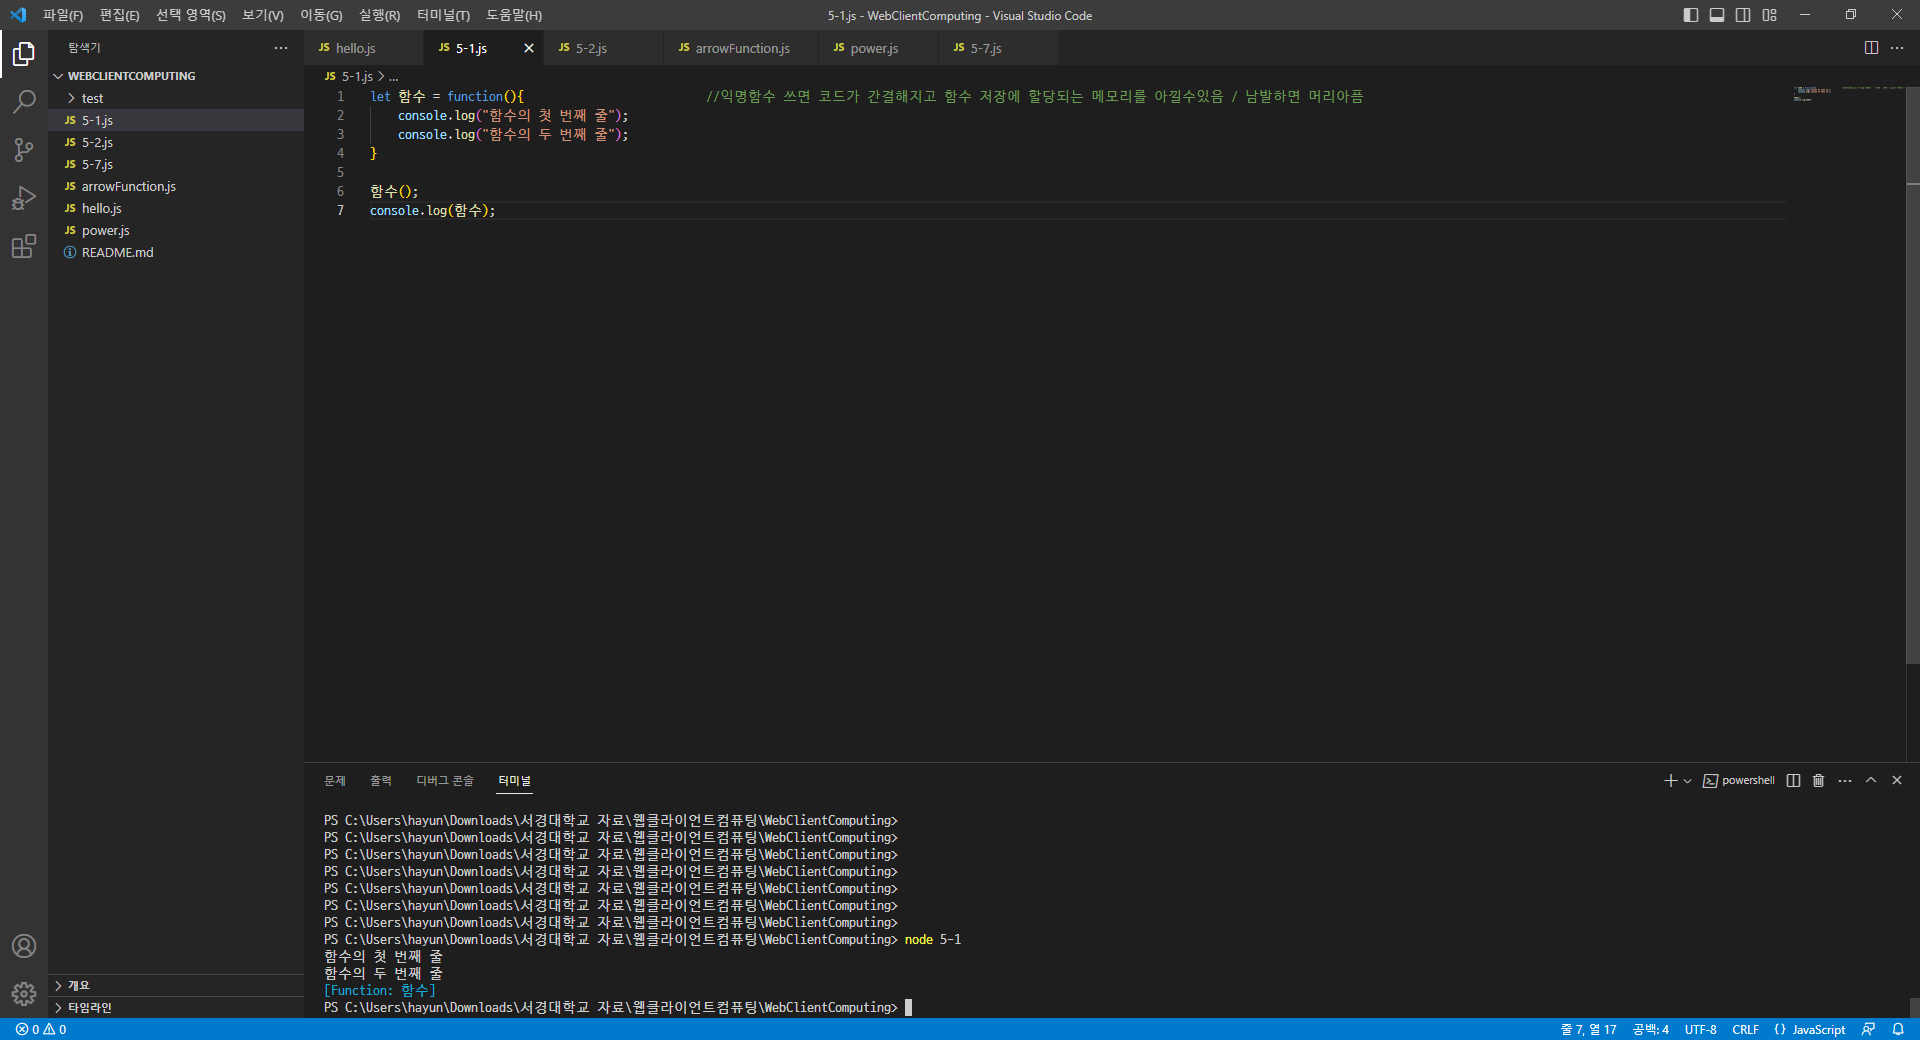 파일(F) 편집(E) 선택 영역(S) 보기(V) 이동(G) 실행(R) 터미널(T) 도움말(H) 5-1.js - WebClientComputing - Visual Studio Code
탐색기
WEBCLIENTCOMPUTING
test
JS 5-1.js
JS 5-2.js
JS 5-7.js
JS arrowFunction.js
JS hello.js
JS power.js
README.md
개요
타임라인
JS hello.js JS 5-1.js JS 5-2.js JS arrowFunction.js JS power.js JS 5-7.js
JS 5-1.js > ...
1 let 함수 = function(){ //익명함수 쓰면 코드가 간결해지고 함수 저장에 할당되는 메모리를 아낄수있음 / 남발하면 머리아픔
2 console.log("함수의 첫 번째 줄");
3 console.log("함수의 두 번째 줄");
4 }
5
6 함수();
7 console.log(함수);
문제 출력 디버그 콘솔 터미널 powershell
PS C:\Users\hayun\Downloads\서경대학교 자료\웹클라이언트컴퓨팅\WebClientComputing>
PS C:\Users\hayun\Downloads\서경대학교 자료\웹클라이언트컴퓨팅\WebClientComputing>
PS C:\Users\hayun\Downloads\서경대학교 자료\웹클라이언트컴퓨팅\WebClientComputing>
PS C:\Users\hayun\Downloads\서경대학교 자료\웹클라이언트컴퓨팅\WebClientComputing>
PS C:\Users\hayun\Downloads\서경대학교 자료\웹클라이언트컴퓨팅\WebClientComputing>
PS C:\Users\hayun\Downloads\서경대학교 자료\웹클라이언트컴퓨팅\WebClientComputing>
PS C:\Users\hayun\Downloads\서경대학교 자료\웹클라이언트컴퓨팅\WebClientComputing>
PS C:\Users\hayun\Downloads\서경대학교 자료\웹클라이언트컴퓨팅\WebClientComputing> node 5-1
함수의 첫 번째 줄
함수의 두 번째 줄
[Function: 함수]
PS C:\Users\hayun\Downloads\서경대학교 자료\웹클라이언트컴퓨팅\WebClientComputing>
0 0 줄 7, 열 17 공백: 4 UTF-8 CRLF {} JavaScript